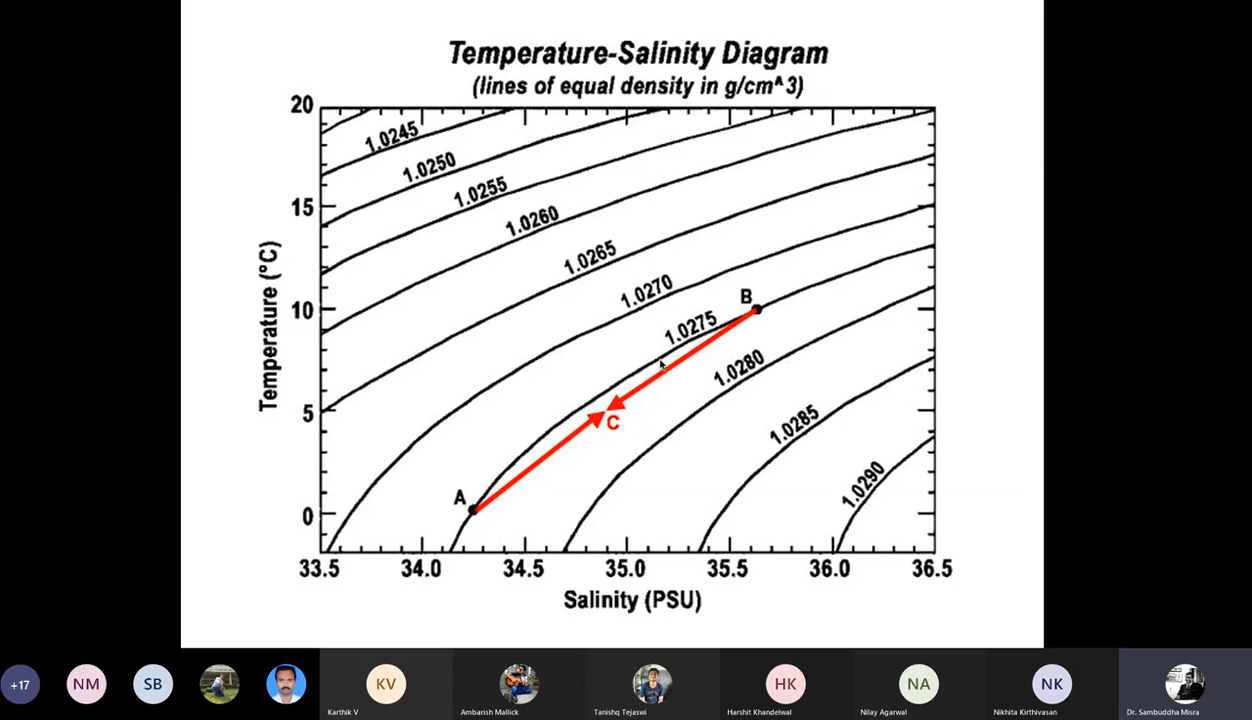 Temperature-Salinity Diagram
(lines of equal density in g/cm^3)
20
15
10
5
0
Temperature (°C)
1.0245
1.0250
1.0255
1.0260
1.0265
1.0270
B
1.0275
1.0280
C
1.0285
1.0290
A
33.5 34.0 34.5 35.0 35.5 36.0 36.5
Salinity (PSU)
+17 NM SB KV HK NA NK
Karthik V Ambarish Mallick Tanishq Tejaswi Harshit Khandelwal Nilay Agarwal Nikhita Kirthivasan Dr. Sambuddha Misra